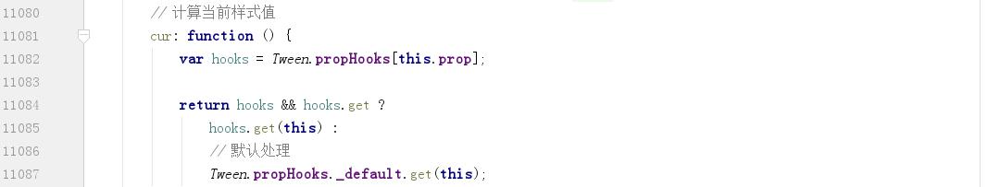 11080 // 计算当前样式值
11081 cur: function () {
11082 var hooks = Tween.propHooks[this.prop];
11083
11084 return hooks && hooks.get ?
11085 hooks.get(this) :
11086 // 默认处理
11087 Tween.propHooks._default.get(this);